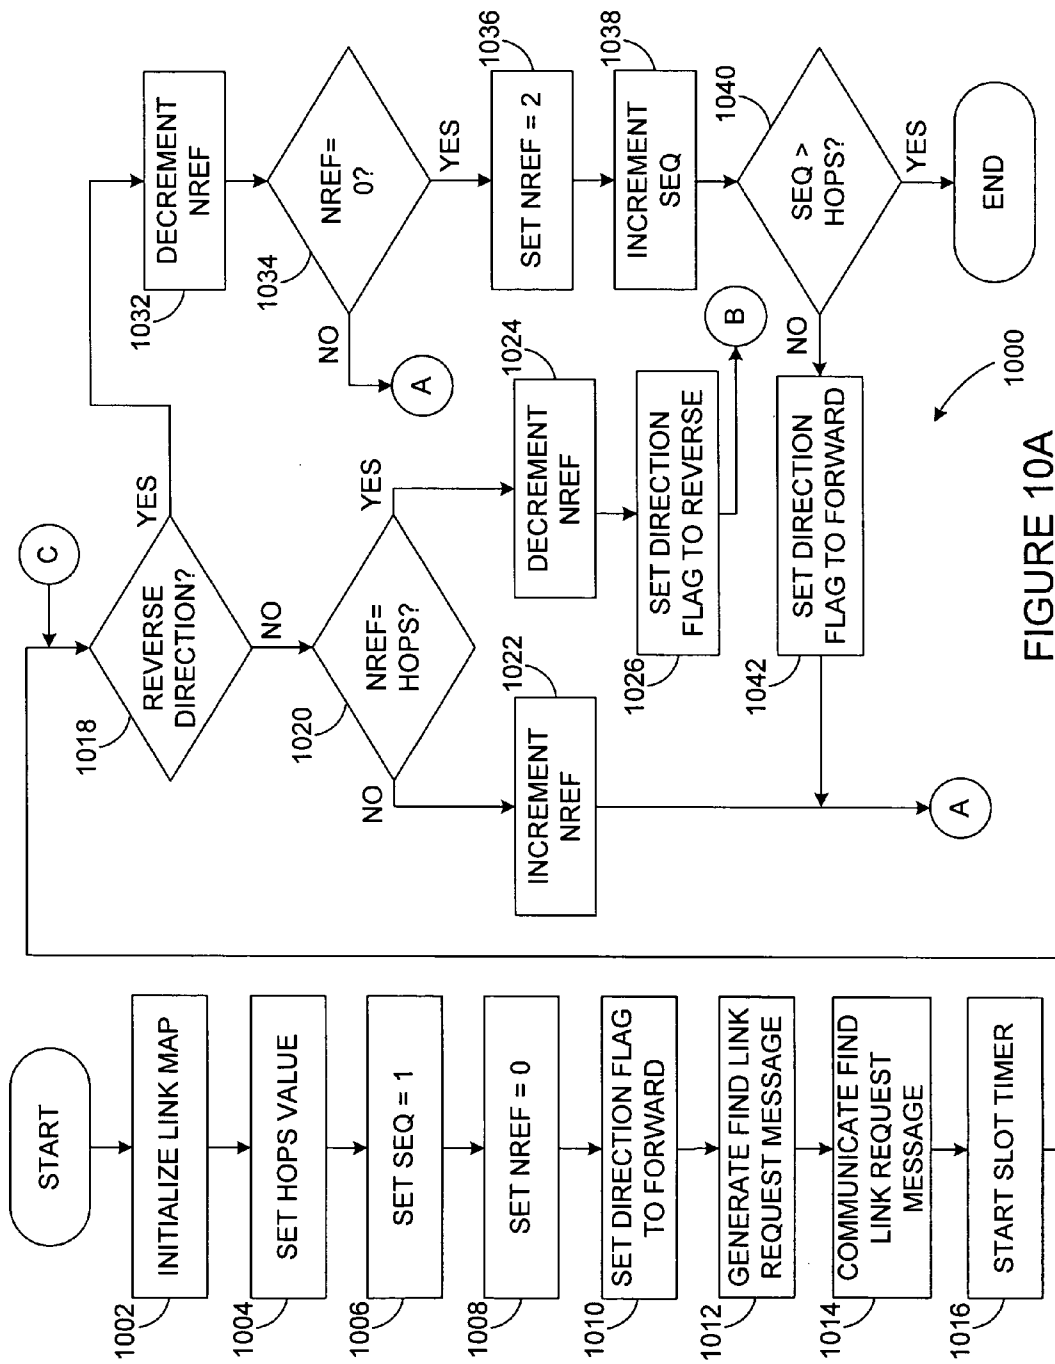 START
1002
INITIALIZE LINK MAP
1004
SET HOPS VALUE
1006
SET SEQ = 1
1008
SET NREF = 0
1010
SET DIRECTION FLAG
TO FORWARD
1012
GENERATE FIND LINK
REQUEST MESSAGE
1014
COMMUNICATE FIND
LINK REQUEST
MESSAGE
1016
START SLOT TIMER
C
1018
REVERSE
DIRECTION?
YES
NO
1020
NREF=
HOPS?
NO
YES
1022
INCREMENT
NREF
1024
DECREMENT
NREF
1026
SET DIRECTION
FLAG TO REVERSE
B
1032
DECREMENT
NREF
1034
NREF=
0?
NO
YES
A
1036
SET NREF = 2
1038
INCREMENT
SEQ
1040
SEQ >
HOPS?
NO
YES
1042
SET DIRECTION
FLAG TO FORWARD
A
END
1000
FIGURE 10A